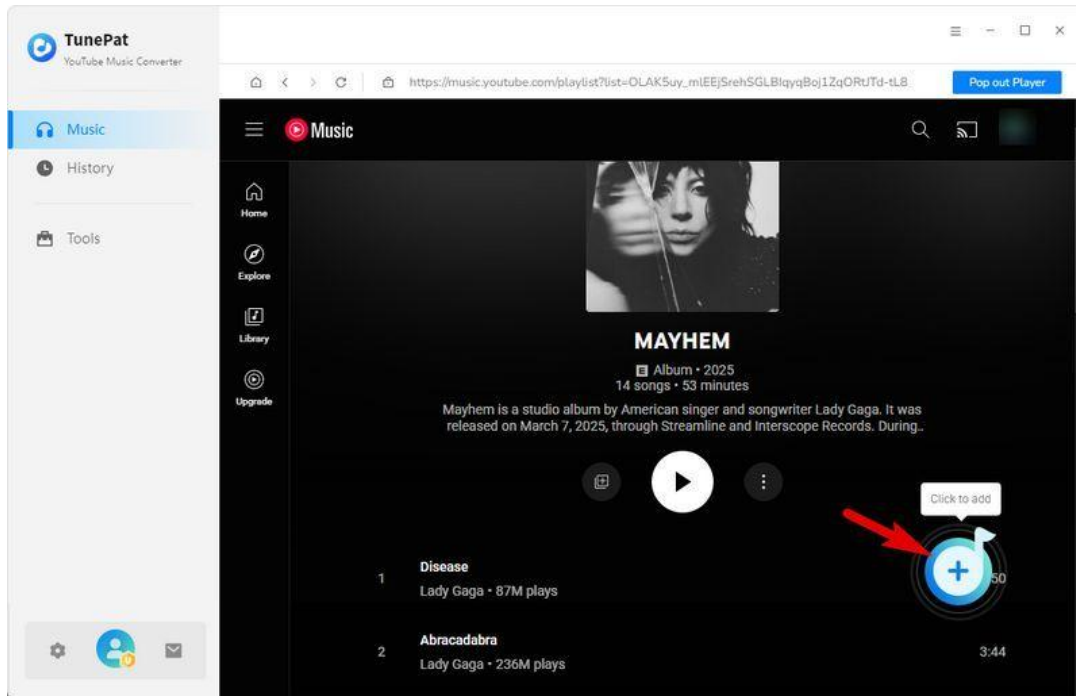 TunePat
YouTube Music Converter
https://music.youtube.com/playlist?list=OLAK5uy_mlEEjSrehSGLBIqyqBoj1ZqORtJTd-tL8
Pop out Player
Music
History
Tools
Music
Home
Explore
Library
Upgrade
MAYHEM
E Album • 2025
14 songs • 53 minutes
Mayhem is a studio album by American singer and songwriter Lady Gaga. It was
released on March 7, 2025, through Streamline and Interscope Records. During..
Click to add
1 Disease
Lady Gaga • 87M plays
50
2 Abracadabra
Lady Gaga • 236M plays
3:44